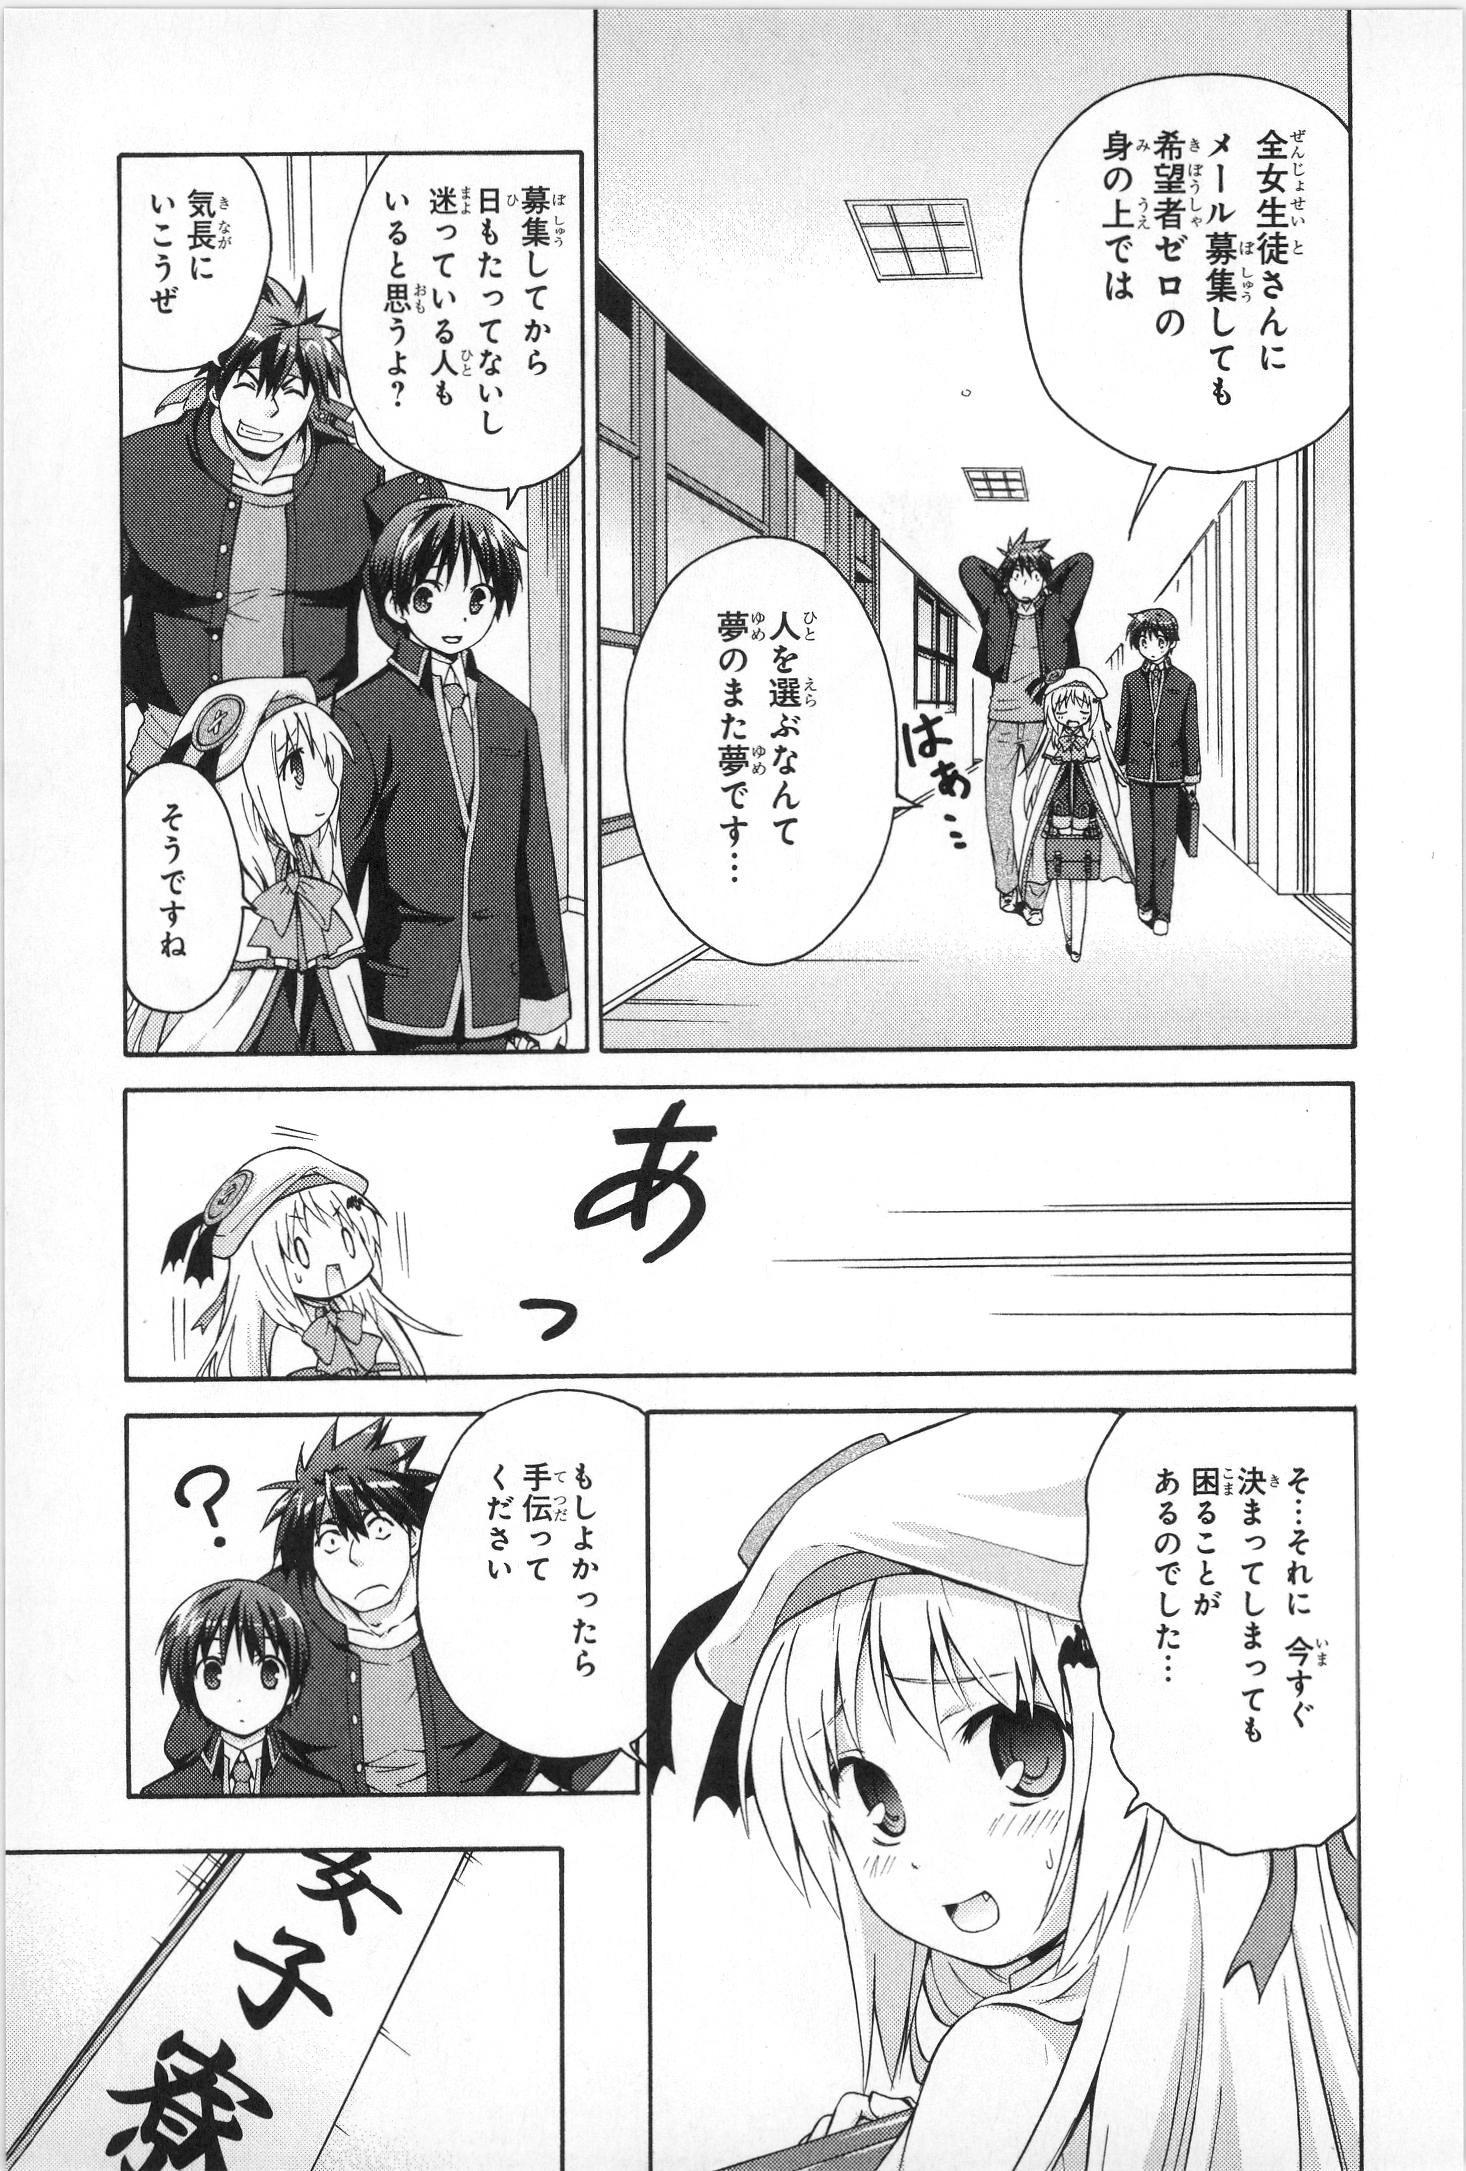 全女生徒さんに
メール募集しても
希望者ゼロの
身の上では
人を選ぶなんて
夢のまた夢です…
はぁ…
募集してから
日もたってないし
迷っている人も
いると思うよ?
気長に
いこうぜ
そうですね
あっ
そ…それに 今すぐ
決まってしまっても
困ることが
あるのでした…
もしよかったら
手伝って
ください
?
女子寮